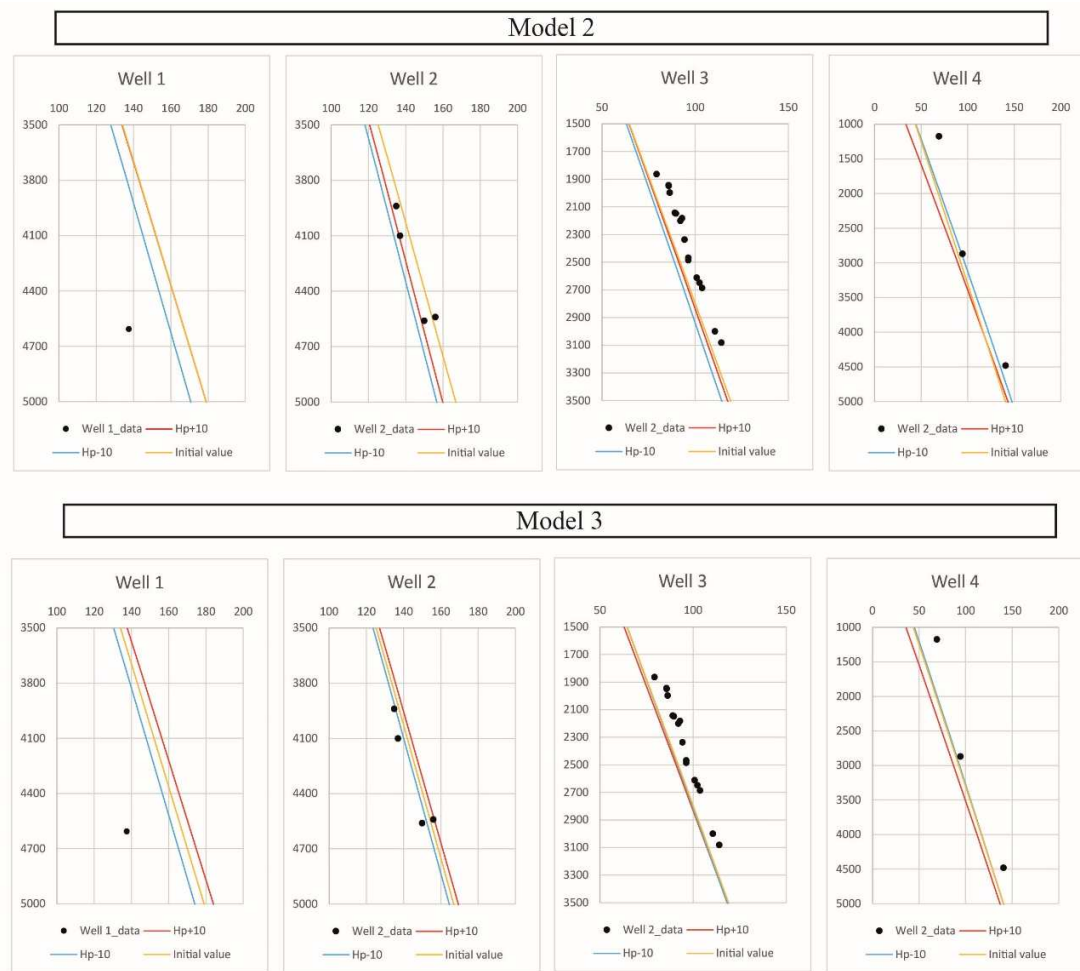 Model 2
Well 1
100 120 140 160 180 200
3500
3800
4100
4400
4700
5000
Well 1_data Hp+10
Hp-10 Initial value
Well 2
100 120 140 160 180 200
3500
3800
4100
4400
4700
5000
Well 2_data Hp+10
Hp-10 Initial value
Well 3
50 100 150
1500
1700
1900
2100
2300
2500
2700
2900
3100
3300
3500
Well 2_data Hp+10
Hp-10 Initial value
Well 4
0 50 100 150 200
1000
1500
2000
2500
3000
3500
4000
4500
5000
Well 2_data Hp+10
Hp-10 Initial value
Model 3
Well 1
100 120 140 160 180 200
3500
3800
4100
4400
4700
5000
Well 1_data Hp+10
Hp-10 Initial value
Well 2
100 120 140 160 180 200
3500
3800
4100
4400
4700
5000
Well 2_data Hp+10
Hp-10 Initial value
Well 3
50 100 150
1500
1700
1900
2100
2300
2500
2700
2900
3100
3300
3500
Well 2_data Hp+10
Hp-10 Initial value
Well 4
0 50 100 150 200
1000
1500
2000
2500
3000
3500
4000
4500
5000
Well 2_data Hp+10
Hp-10 Initial value